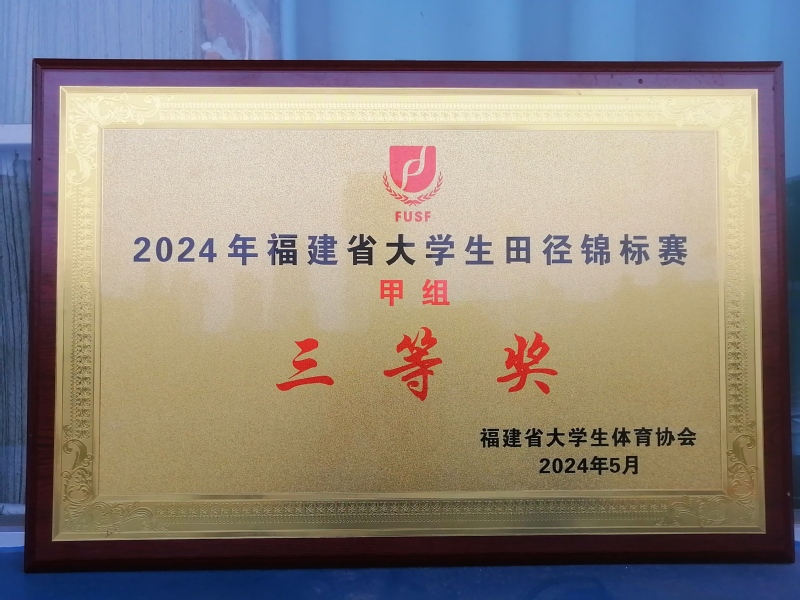 FUSF
2024年福建省大学生田径锦标赛
甲组
三等奖
福建省大学生体育协会
2024年5月